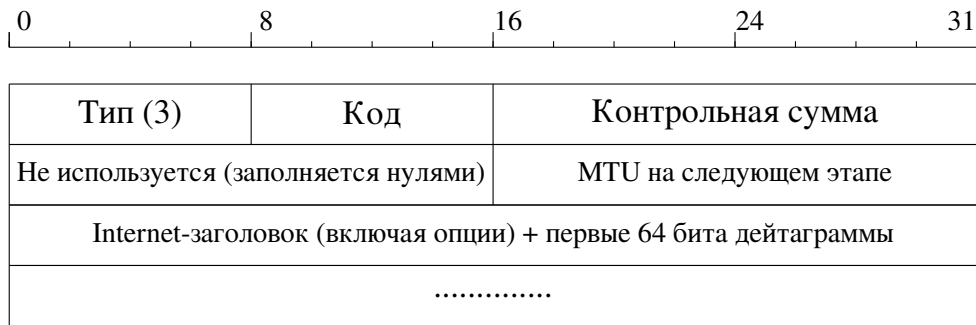 0 8 16 24 31
Тип (3) Код Контрольная сумма
Не используется (заполняется нулями) MTU на следующем этапе
Internet-заголовок (включая опции) + первые 64 бита дейтаграммы
..............